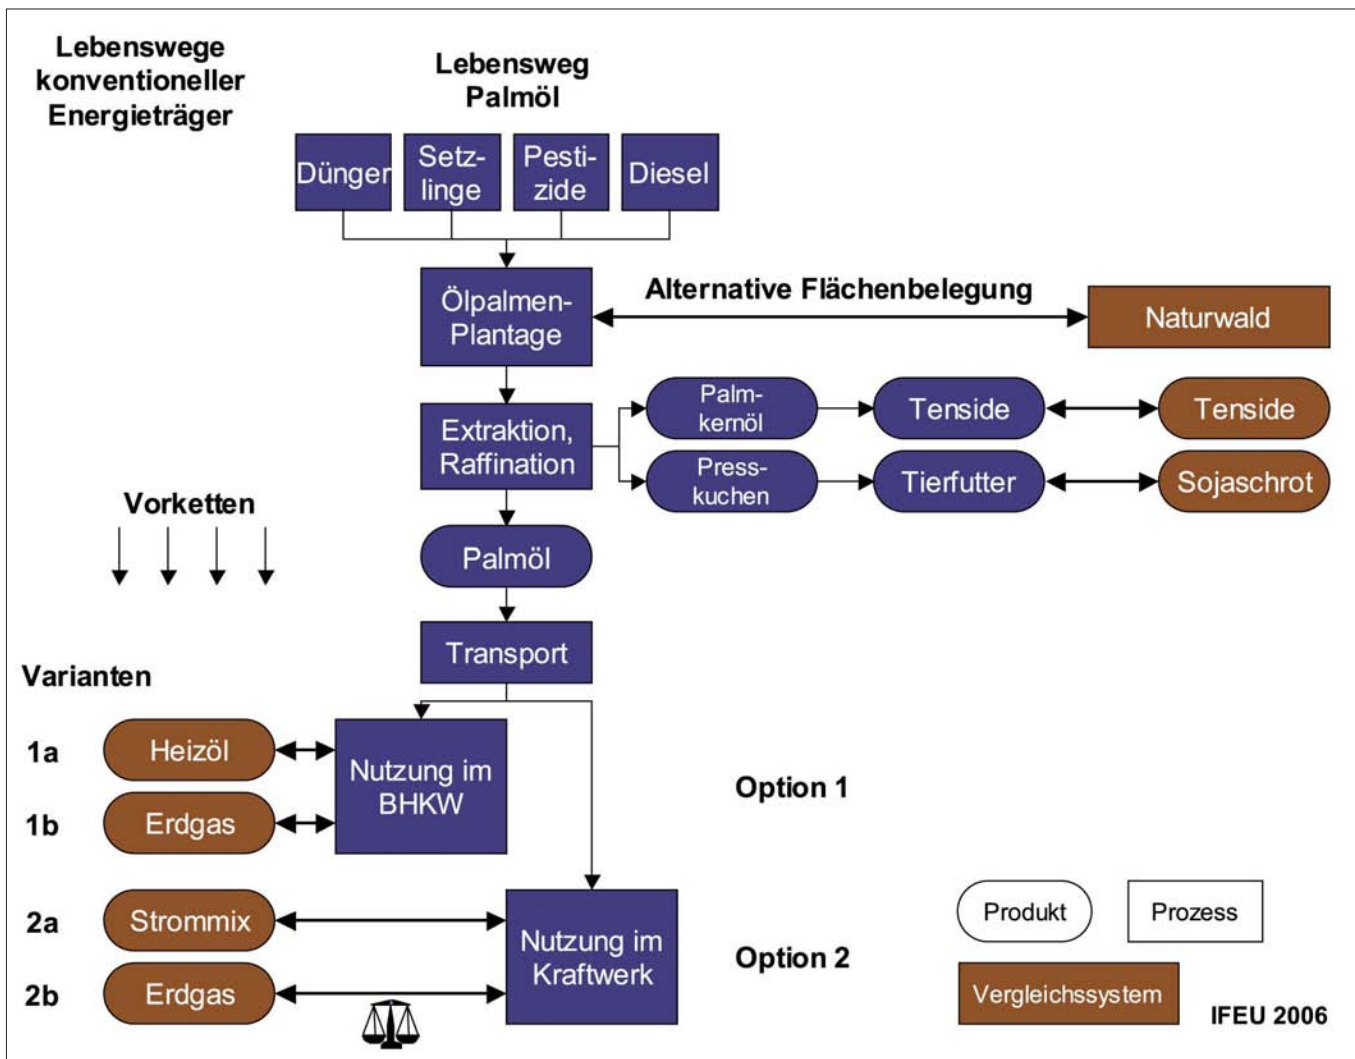 Lebenswege
konventioneller
Energieträger
Lebensweg
Palmöl
Dünger
Setz-
linge
Pesti-
zide
Diesel
Ölpalmen-
Plantage
Alternative Flächenbelegung
Naturwald
Extraktion,
Raffination
Palm-
kernöl
Tenside
Tenside
Press-
kuchen
Tierfutter
Sojaschrot
Vorketten
Palmöl
Transport
Varianten
1a
Heizöl
1b
Erdgas
Nutzung im
BHKW
Option 1
2a
Strommix
2b
Erdgas
Nutzung im
Kraftwerk
Option 2
Produkt
Prozess
Vergleichssystem
IFEU 2006